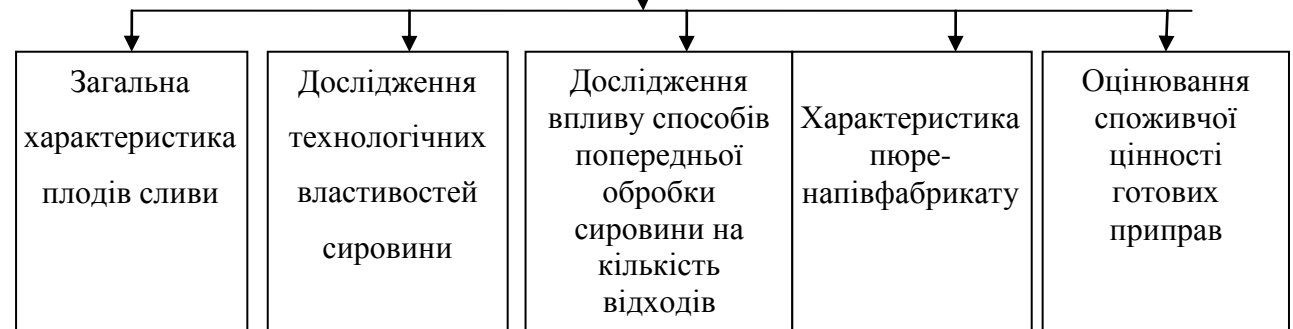 Загальна
характеристика
плодів сливи
Дослідження
технологічних
властивостей
сировини
Дослідження
впливу способів
попередньої
обробки
сировини на
кількість
відходів
Характеристика
пюре-
напівфабрикату
Оцінювання
споживчої
цінності
готових
приправ